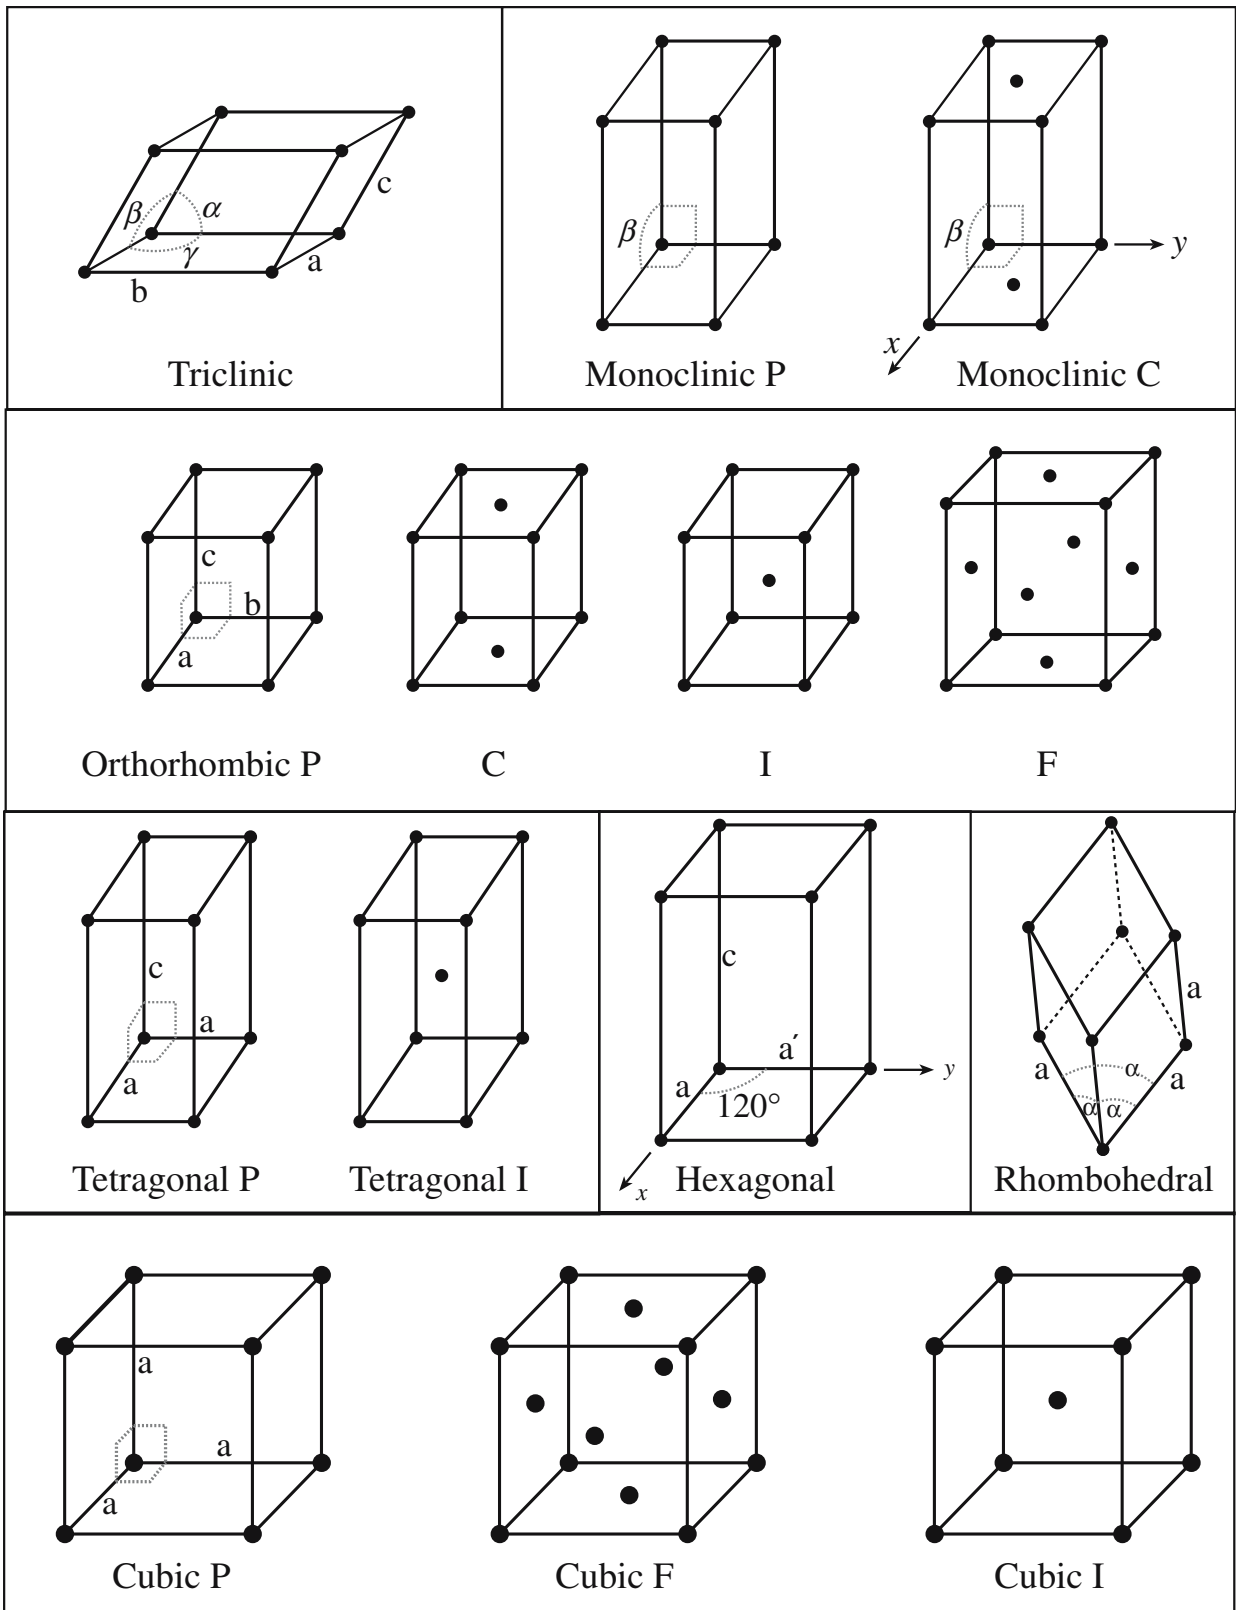 β α c
γ a
b
Triclinic
β
Monoclinic P
β y
x
Monoclinic C
c
b
a
Orthorhombic P C I F
c
a
a
Tetragonal P
Tetragonal I
c
a′
a
120°
y
x
Hexagonal
a
a α a
α α
Rhombohedral
a
a
a
Cubic P
Cubic F
Cubic I